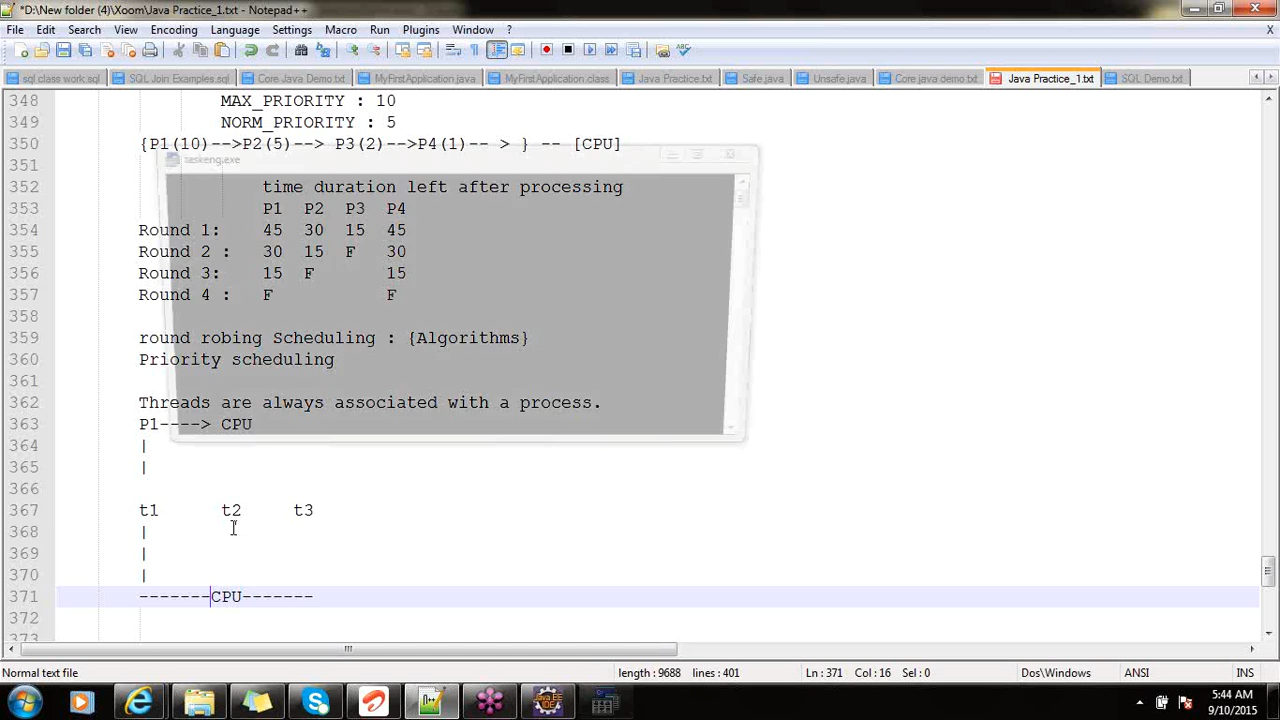 *D:\New folder (4)\Xoom\Java Practice_1.txt - Notepad++
File Edit Search View Encoding Language Settings Macro Run Plugins Window ? X
sql.class work.sql SQL Join Examples.sql Core Java Demo.txt MyFirstApplication.java MyFirstApplication.class Java Practice.txt Safe.java Unsafe.java Core java demo.txt Java Practice_1.txt SQL Demo.txt
348 MAX_PRIORITY : 10
349 NORM_PRIORITY : 5
350 {P1(10)-->P2(5)--> P3(2)-->P4(1)-- > } -- [CPU]
351
taskeng.exe
352 time duration left after processing
353 P1 P2 P3 P4
354 Round 1: 45 30 15 45
355 Round 2 : 30 15 F 30
356 Round 3: 15 F 15
357 Round 4 : F F
358
359 round robing Scheduling : {Algorithms}
360 Priority scheduling
361
362 Threads are always associated with a process.
363 P1----> CPU
364 |
365 |
366
367 t1 t2 t3
368 |
369 |
370 |
371 -------CPU-------
372
373
Normal text file length : 9688 lines : 401 Ln : 371 Col : 16 Sel : 0 Dos\Windows ANSI INS
Java EE
IDE
5:44 AM
9/10/2015